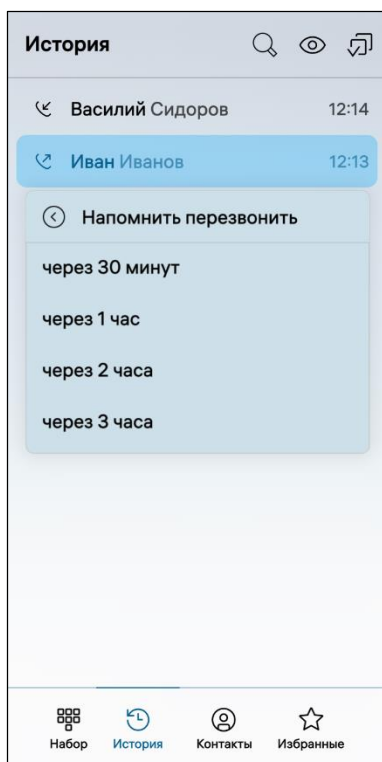 История
Василий Сидоров 12:14
Иван Иванов 12:13
Напомнить перезвонить
через 30 минут
через 1 час
через 2 часа
через 3 часа
Набор История Контакты Избранные